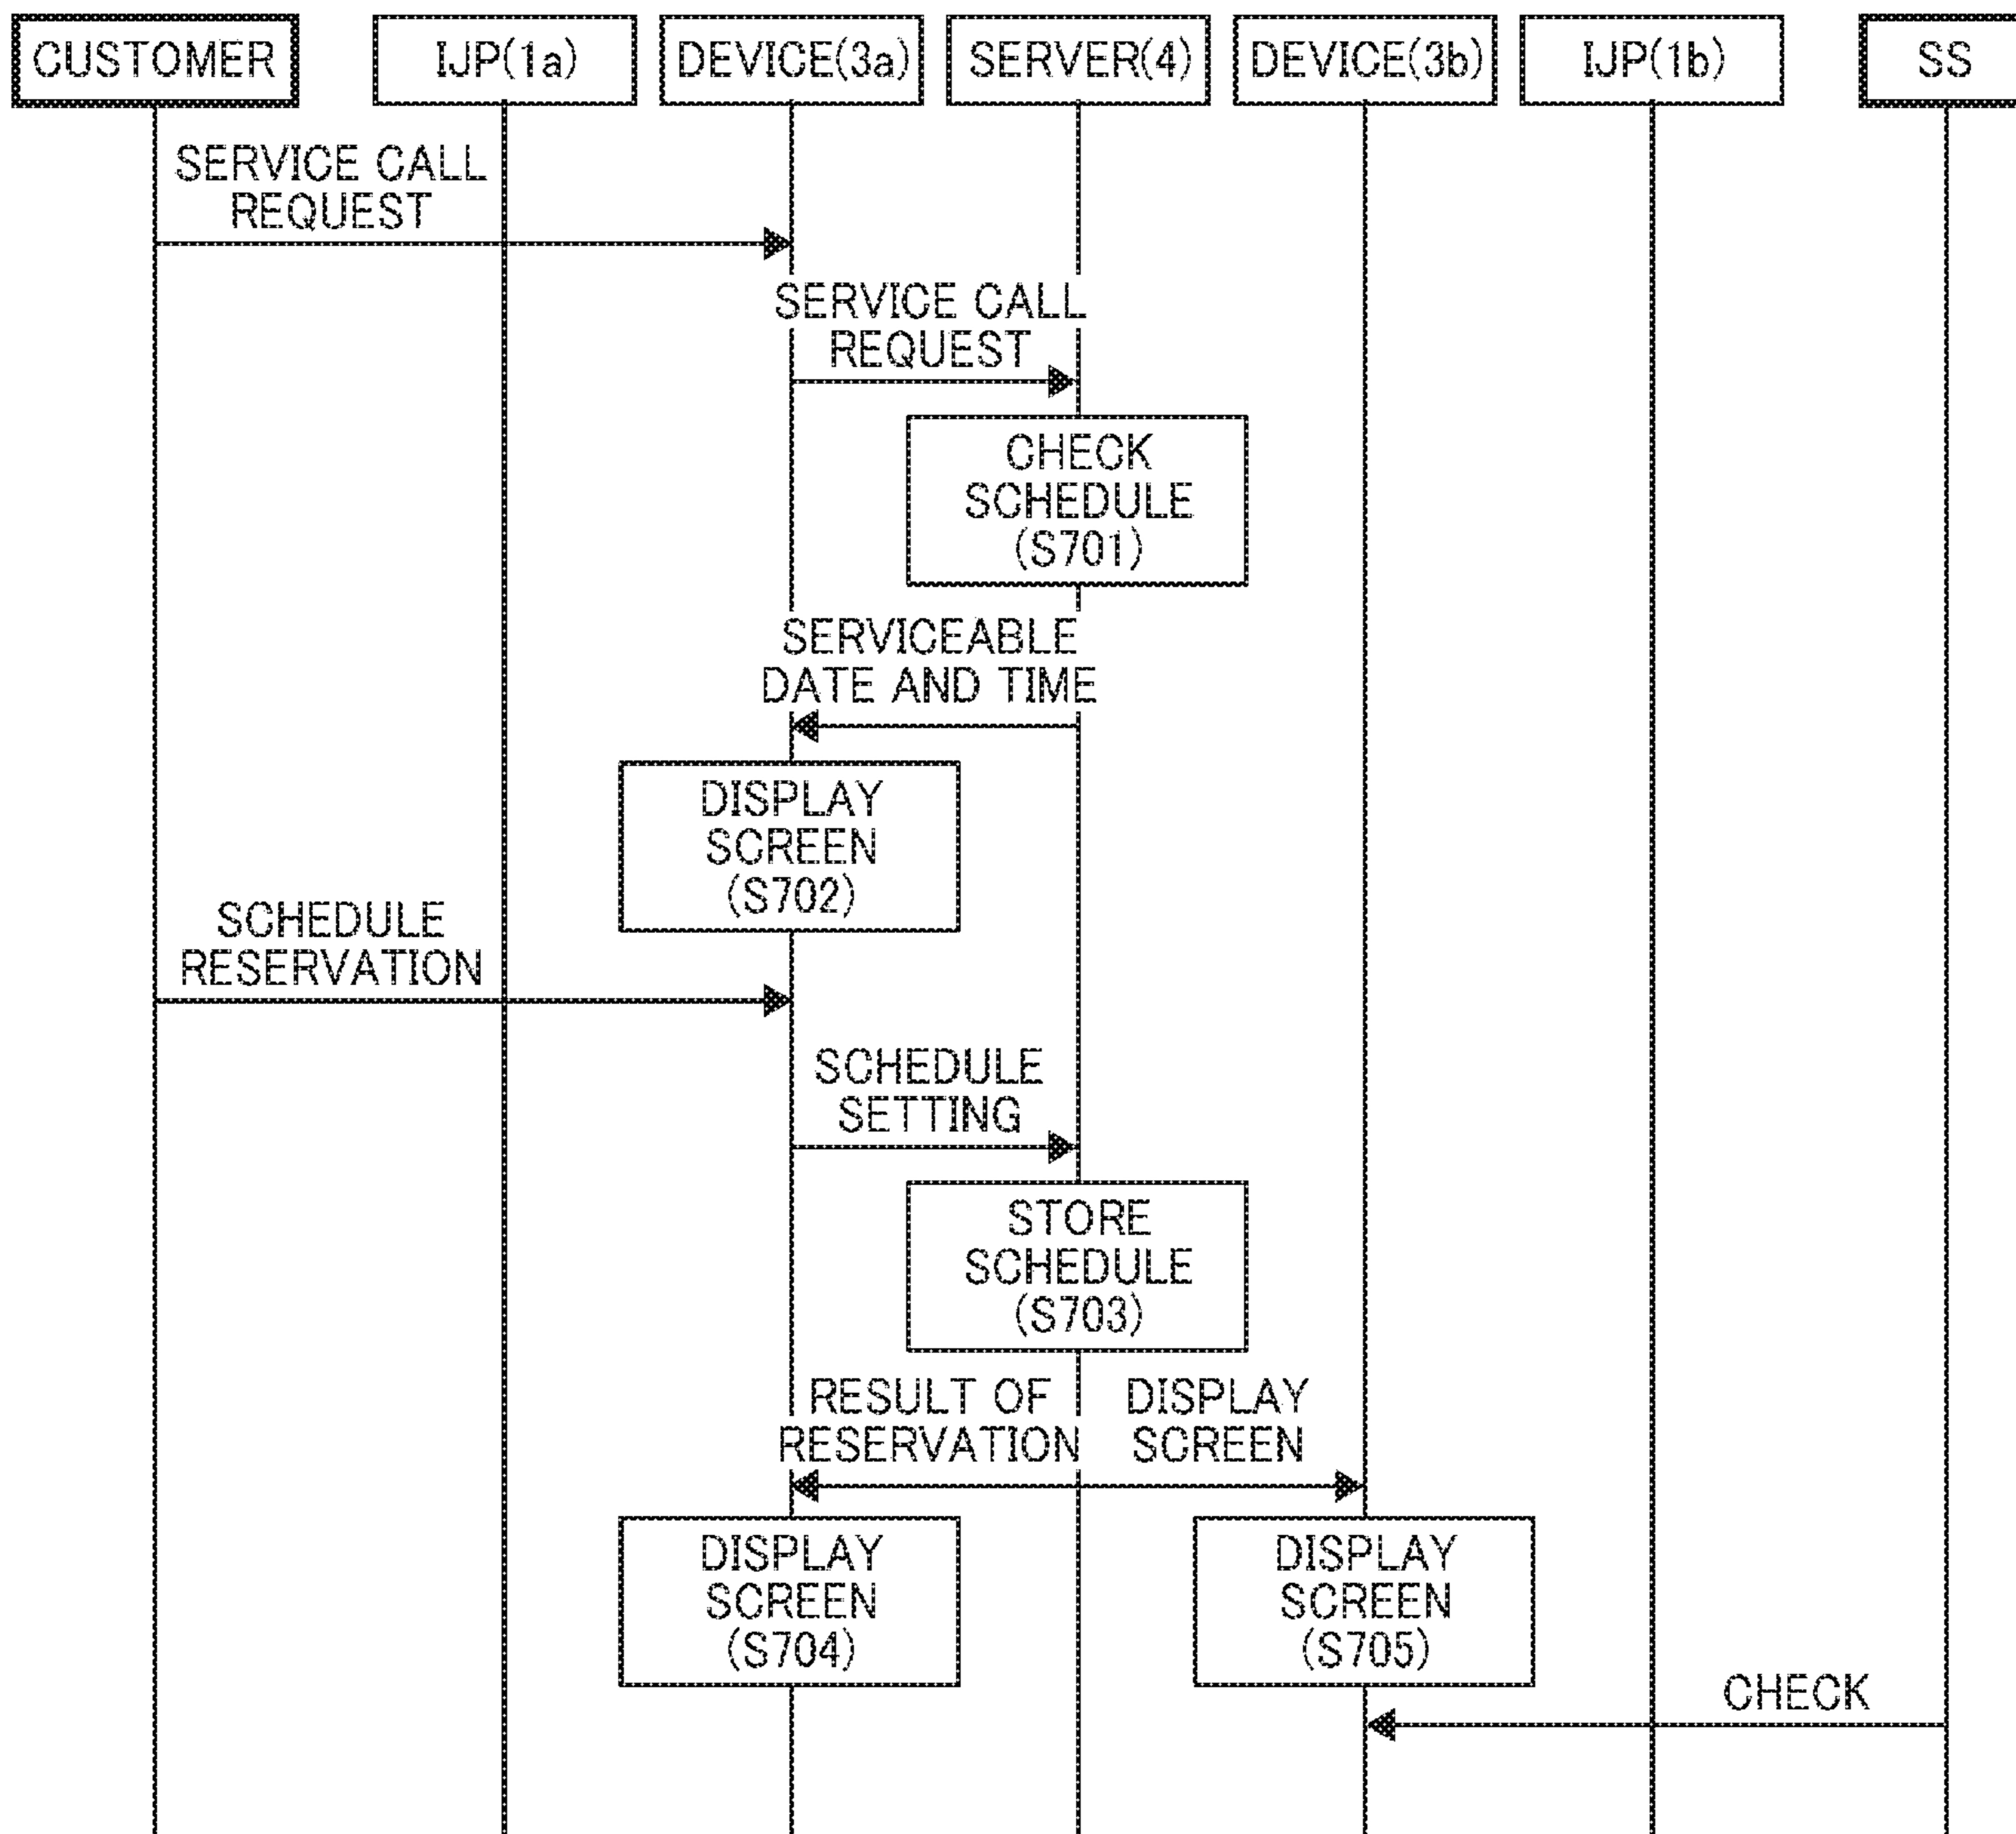 CUSTOMER
IJP(1a)
DEVICE(3a)
SERVER(4)
DEVICE(3b)
IJP(1b)
SS
SERVICE CALL
REQUEST
SERVICE CALL
REQUEST
CHECK
SCHEDULE
(S701)
SERVICEABLE
DATE AND TIME
DISPLAY
SCREEN
(S702)
SCHEDULE
RESERVATION
SCHEDULE
SETTING
STORE
SCHEDULE
(S703)
RESULT OF
RESERVATION
DISPLAY
SCREEN
DISPLAY
SCREEN
(S704)
DISPLAY
SCREEN
(S705)
CHECK